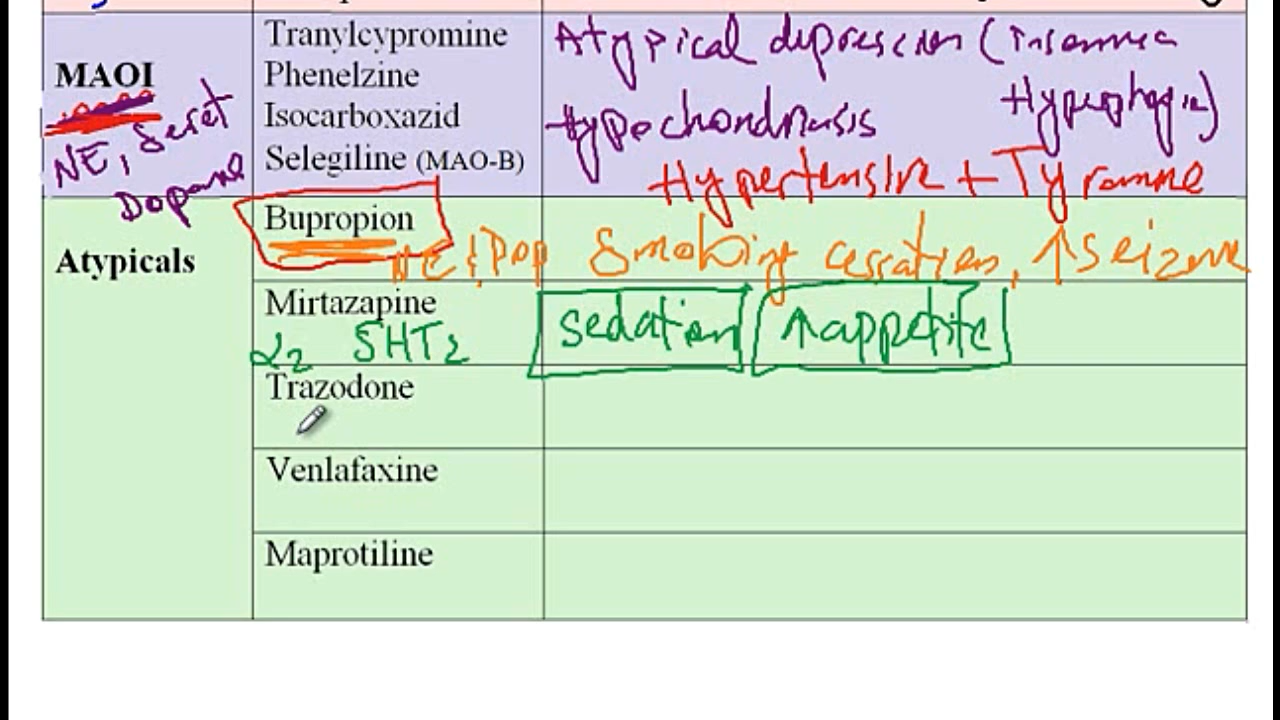 MAOI
NE, Serot
Dopamine
Tranylcypromine
Phenelzine
Isocarboxazid
Selegiline (MAO-B)
Atypical depression (insomnia
Hyperphagia)
Hypochondriasis
Hypertensive + Tyramine
Atypicals
Bupropion
NE & Dop Smoking cessation, ↑seizure
Mirtazapine
α2 5HT2
sedation ↑appetite
Trazodone
Venlafaxine
Maprotiline